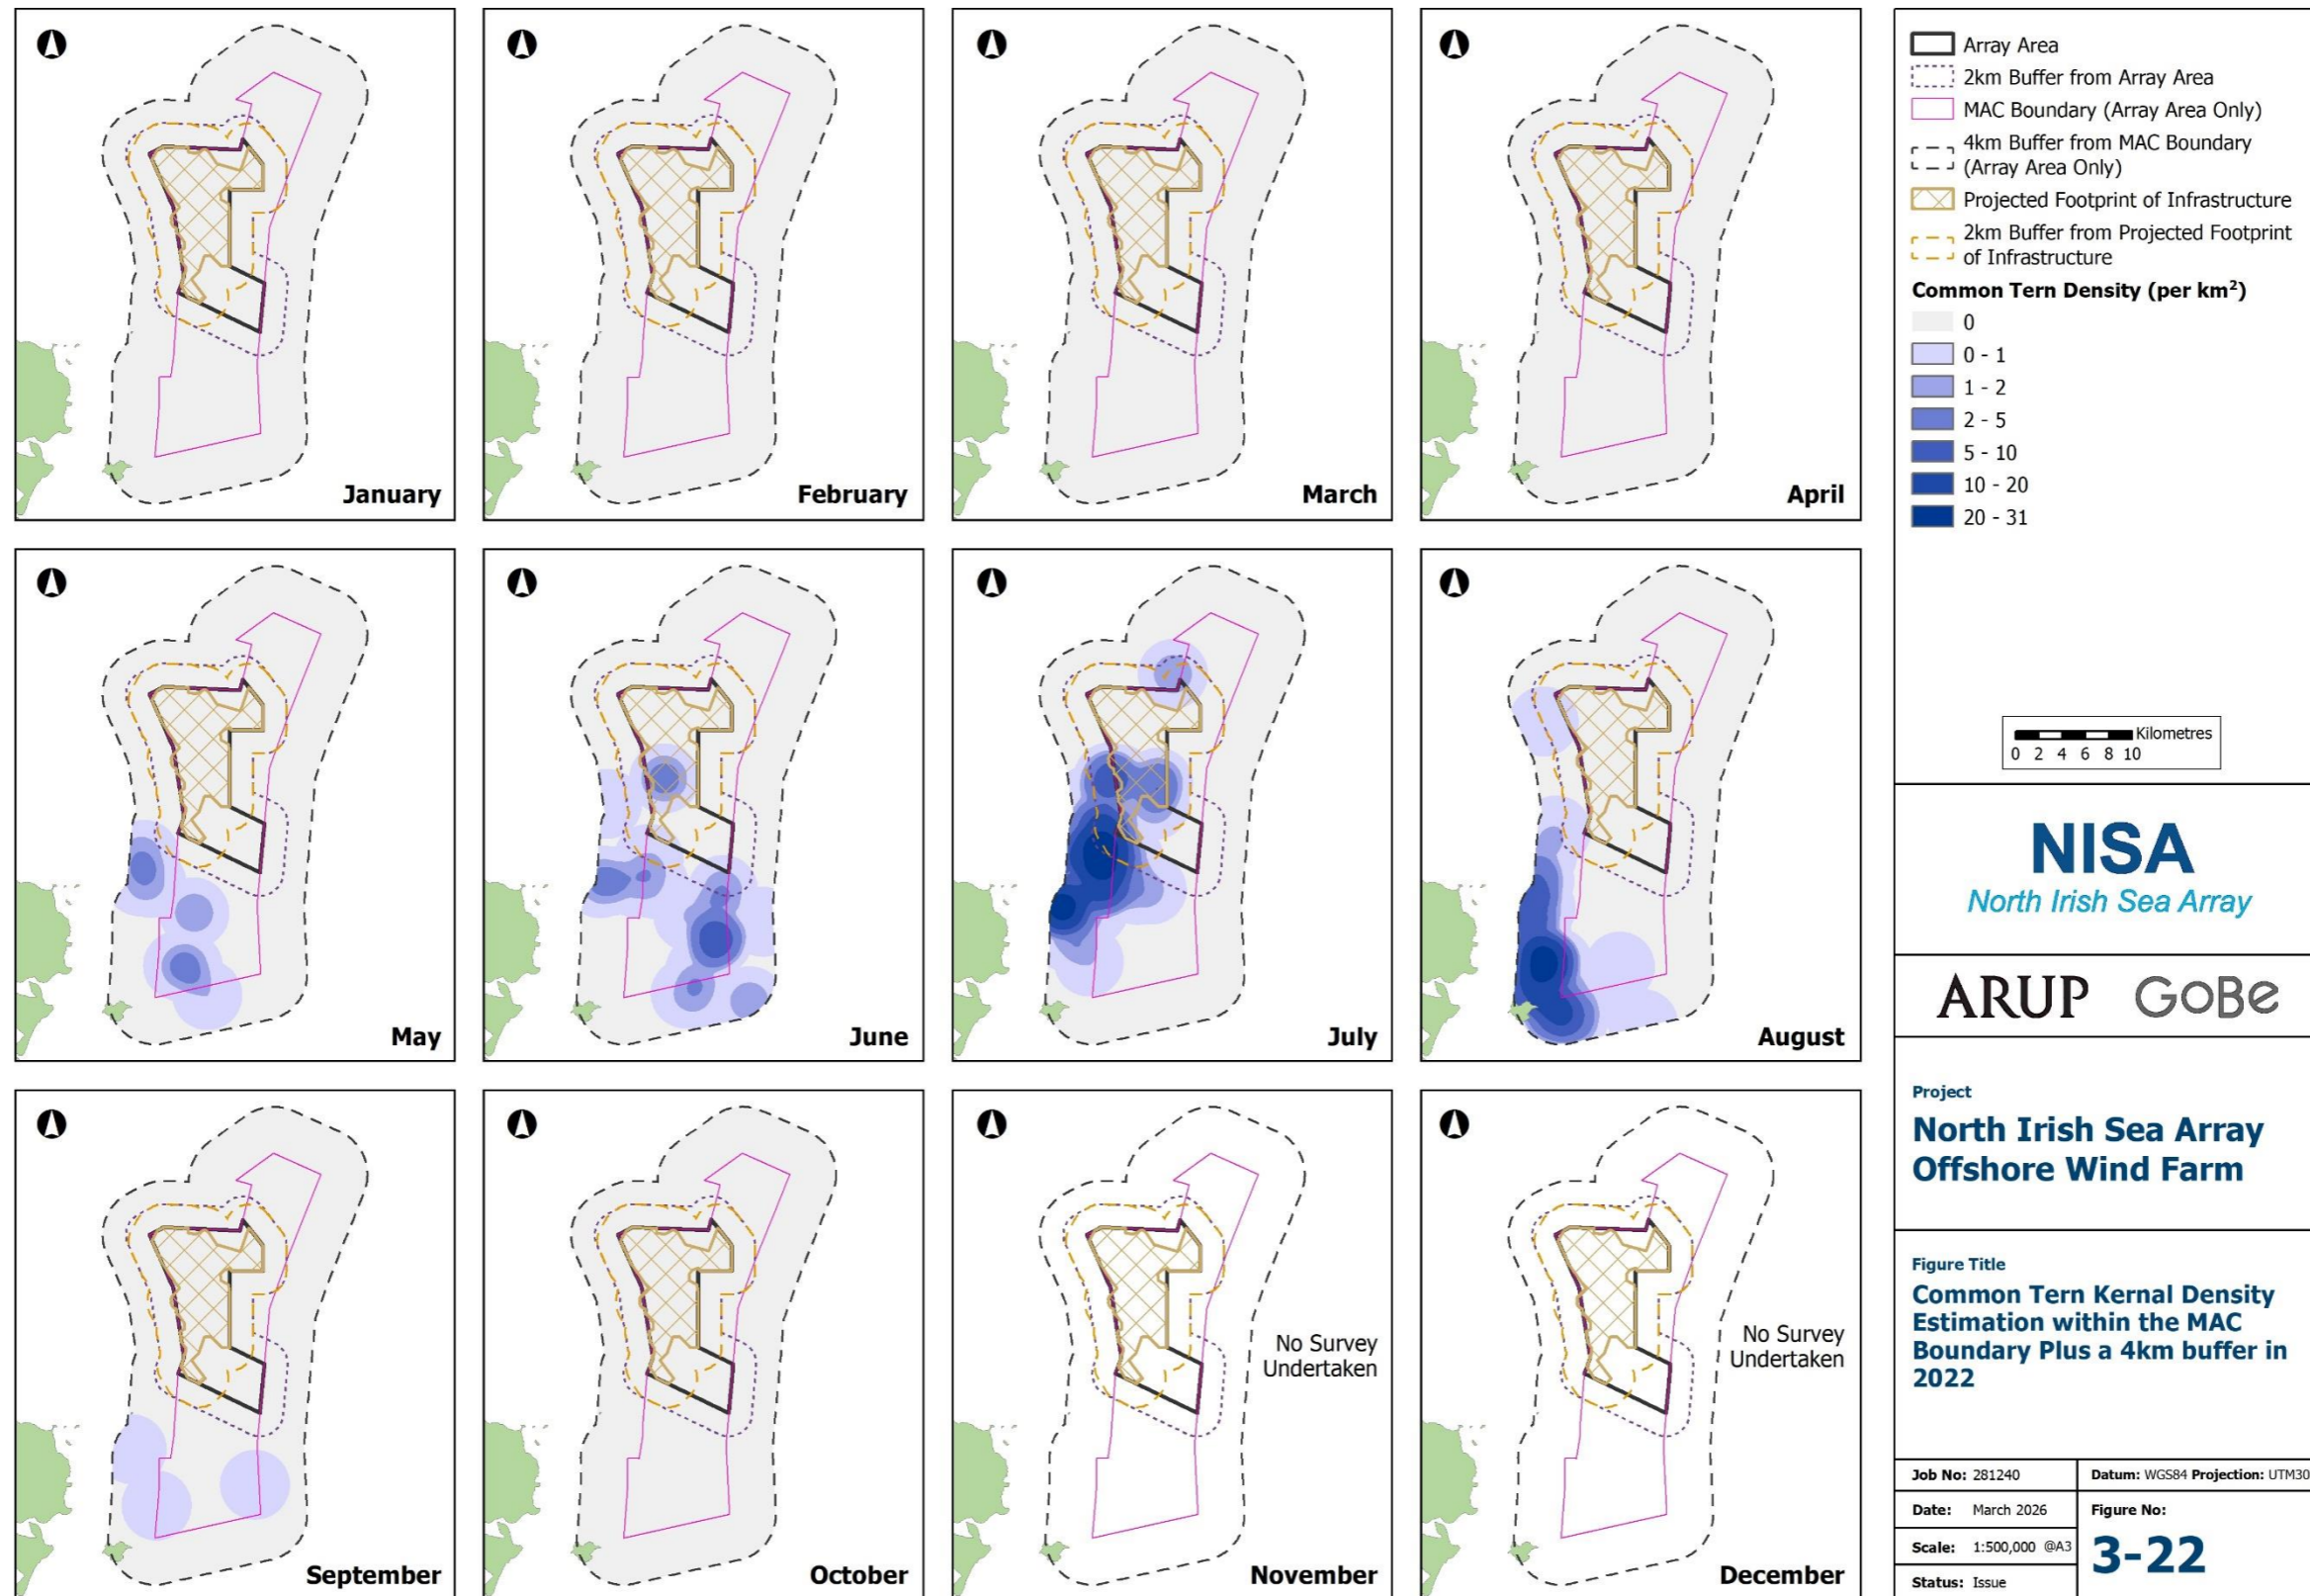 January
February
March
April
May
June
July
August
September
October
No Survey
Undertaken
November
No Survey
Undertaken
December
Array Area
2km Buffer from Array Area
MAC Boundary (Array Area Only)
4km Buffer from MAC Boundary
(Array Area Only)
Projected Footprint of Infrastructure
2km Buffer from Projected Footprint
of Infrastructure
Common Tern Density (per km²)
0
0 - 1
1 - 2
2 - 5
5 - 10
10 - 20
20 - 31
Kilometres
0 2 4 6 8 10
NISA
North Irish Sea Array
ARUP GoBe
Project
North Irish Sea Array
Offshore Wind Farm
Figure Title
Common Tern Kernal Density
Estimation within the MAC
Boundary Plus a 4km buffer in
2022
Job No: 281240
Datum: WGS84 Projection: UTM30
Date: March 2026
Figure No:
Scale: 1:500,000 @A3
3-22
Status: Issue